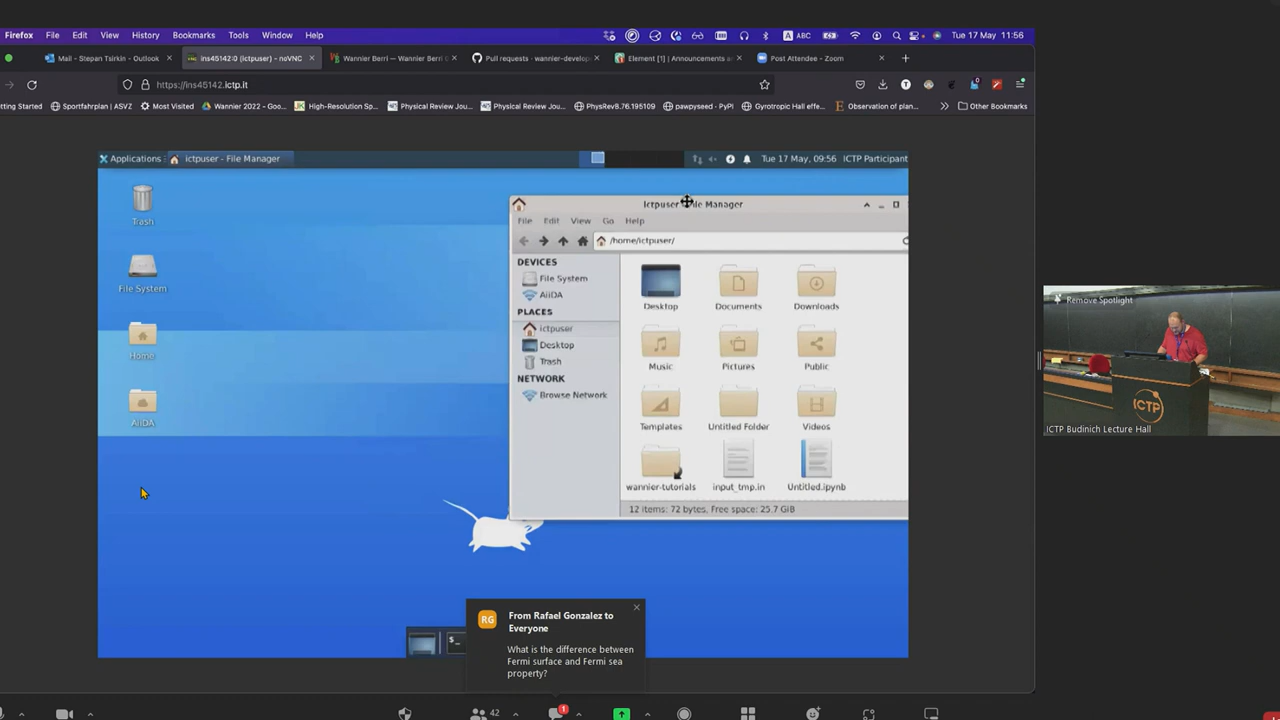 Firefox File Edit View History Bookmarks Tools Window Help ABC Tue 17 May 11:56
Mail - Stepan Tsirkin - Outlook ins45142:0 (ictpuser) - noVNC Wannier Berri — Wannier Berri Pull requests · wannier-develop Element [1] | Announcements a Post Attendee - Zoom
https://ins45142.ictp.it
tting Started Sportfahrplan | ASVZ Most Visited Wannier 2022 - Goo... High-Resolution Sp... Physical Review Jour... Physical Review Jour... PhysRevB.76.195109 pawpyseed - PyPI Gyrotropic Hall effe... Observation of plan... Other Bookmarks
Applications ictpuser - File Manager Tue 17 May, 09:56 ICTP Participant
Trash
File System
Home
AiiDA
ictpuser - File Manager
File Edit View Go Help
/home/ictpuser/
DEVICES
File System
AiiDA
PLACES
ictpuser
Desktop
Trash
NETWORK
Browse Network
Desktop Documents Downloads
Music Pictures Public
Templates Untitled Folder Videos
wannier-tutorials input_tmp.in Untitled.ipynb
12 items: 72 bytes, Free space: 25.7 GiB
Remove Spotlight
ICTP
ICTP Budinich Lecture Hall
RG
From Rafael Gonzalez to
Everyone
What is the difference between
Fermi surface and Fermi sea
property?
$_
42
1